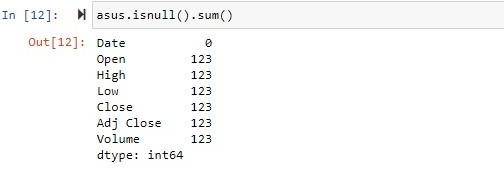 In [12]: asus.isnull().sum()
Out[12]: Date 0
Open 123
High 123
Low 123
Close 123
Adj Close 123
Volume 123
dtype: int64